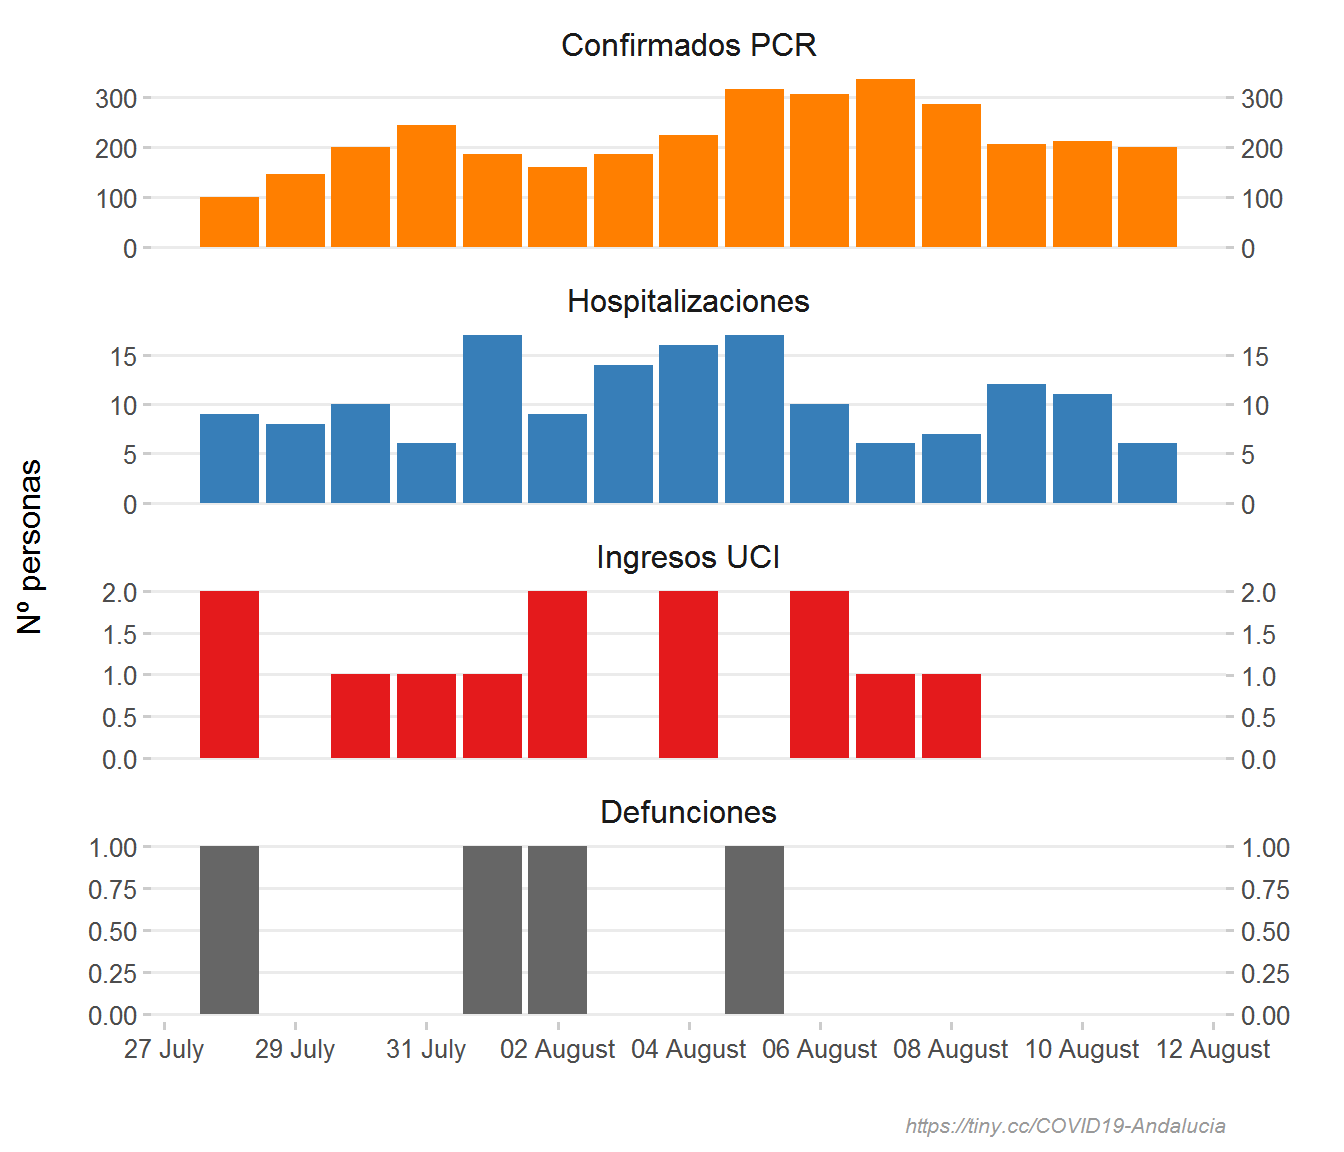 Confirmados PCR
300 300
200 200
100 100
0 0
Hospitalizaciones
15 15
10 10
5 5
0 0
Nº personas
Ingresos UCI
2.0 2.0
1.5 1.5
1.0 1.0
0.5 0.5
0.0 0.0
Defunciones
1.00 1.00
0.75 0.75
0.50 0.50
0.25 0.25
0.00 0.00
27 July 29 July 31 July 02 August 04 August 06 August 08 August 10 August 12 August
https://tiny.cc/COVID19-Andalucia